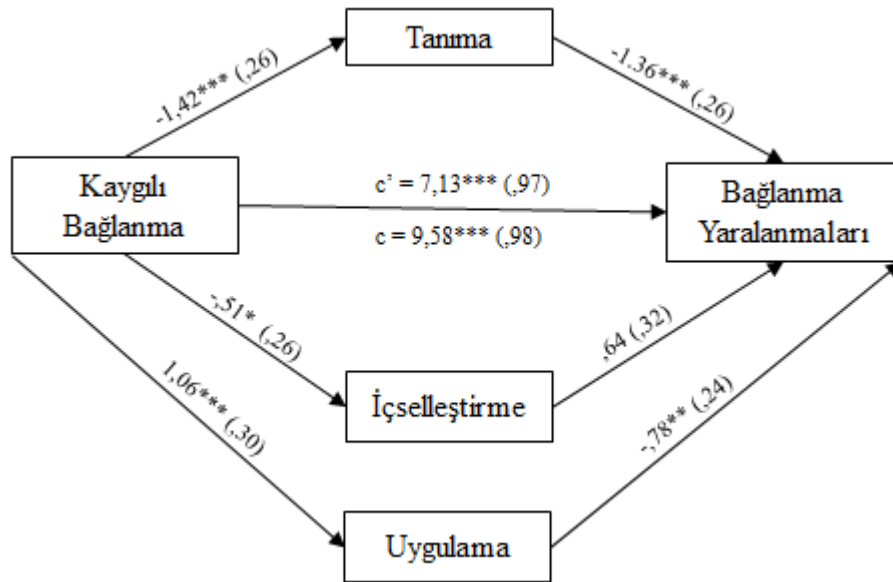 Tanıma
-1,42*** (,26)
-1.36*** (,26)
Kaygılı
Bağlanma
c' = 7,13*** (,97)
c = 9,58*** (,98)
Bağlanma
Yaralanmaları
-,51* (,26)
,64 (,32)
1,06*** (,30)
-,78** (,24)
İçselleştirme
Uygulama